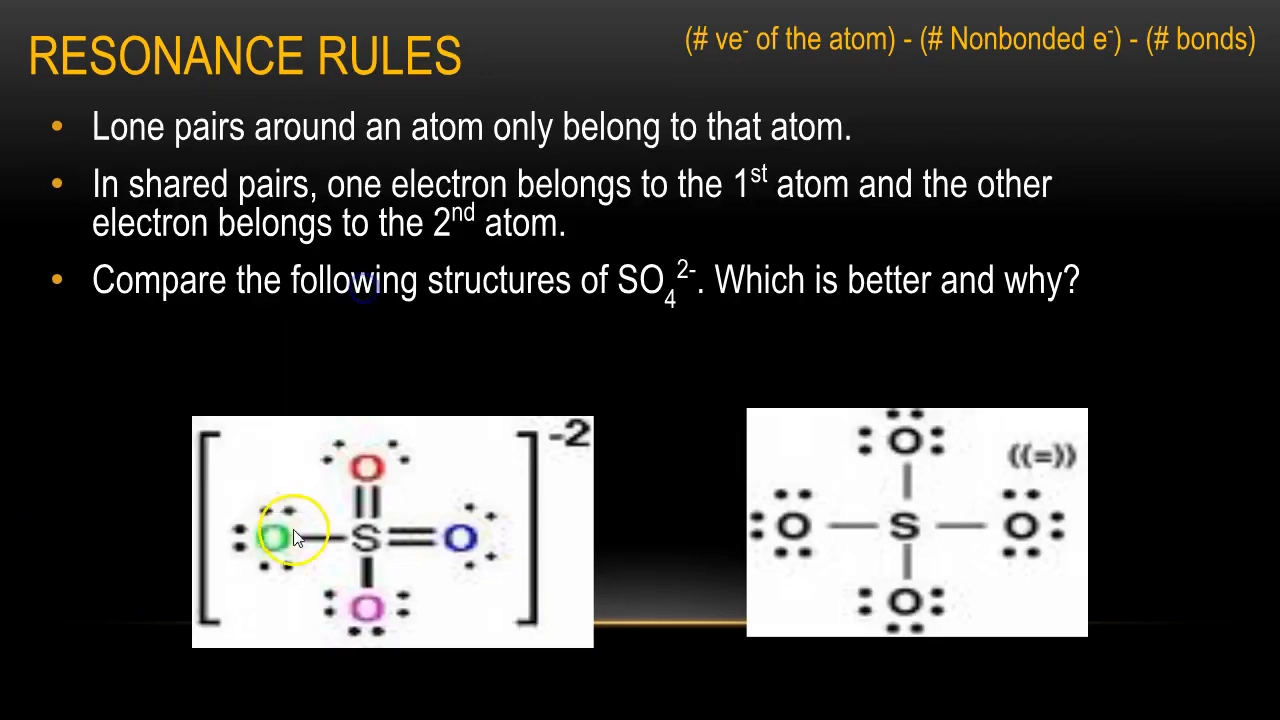 RESONANCE RULES
(# ve⁻ of the atom) - (# Nonbonded e⁻) - (# bonds)
• Lone pairs around an atom only belong to that atom.
• In shared pairs, one electron belongs to the 1st atom and the other
electron belongs to the 2nd atom.
• Compare the following structures of SO₄²⁻. Which is better and why?
-2
O
O S O
O
O
((=))
O S O
O